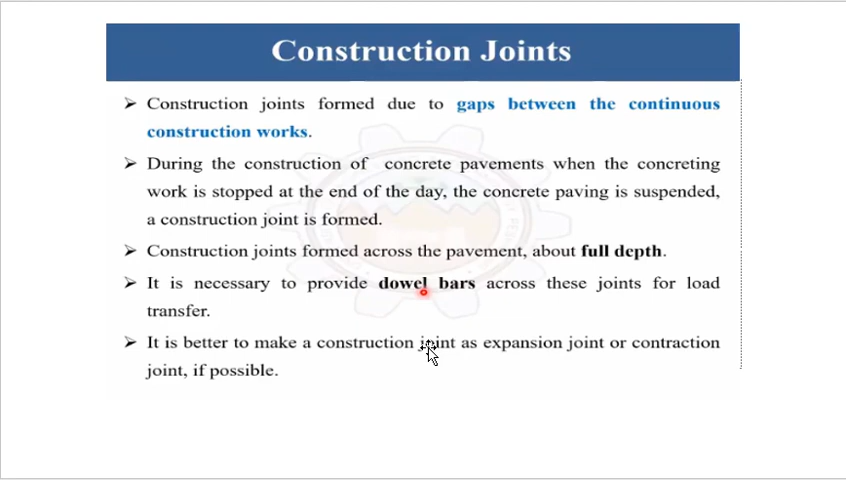 Construction Joints
➢ Construction joints formed due to gaps between the continuous
construction works.
➢ During the construction of concrete pavements when the concreting
work is stopped at the end of the day, the concrete paving is suspended,
a construction joint is formed.
➢ Construction joints formed across the pavement, about full depth.
➢ It is necessary to provide dowel bars across these joints for load
transfer.
➢ It is better to make a construction joint as expansion joint or contraction
joint, if possible.